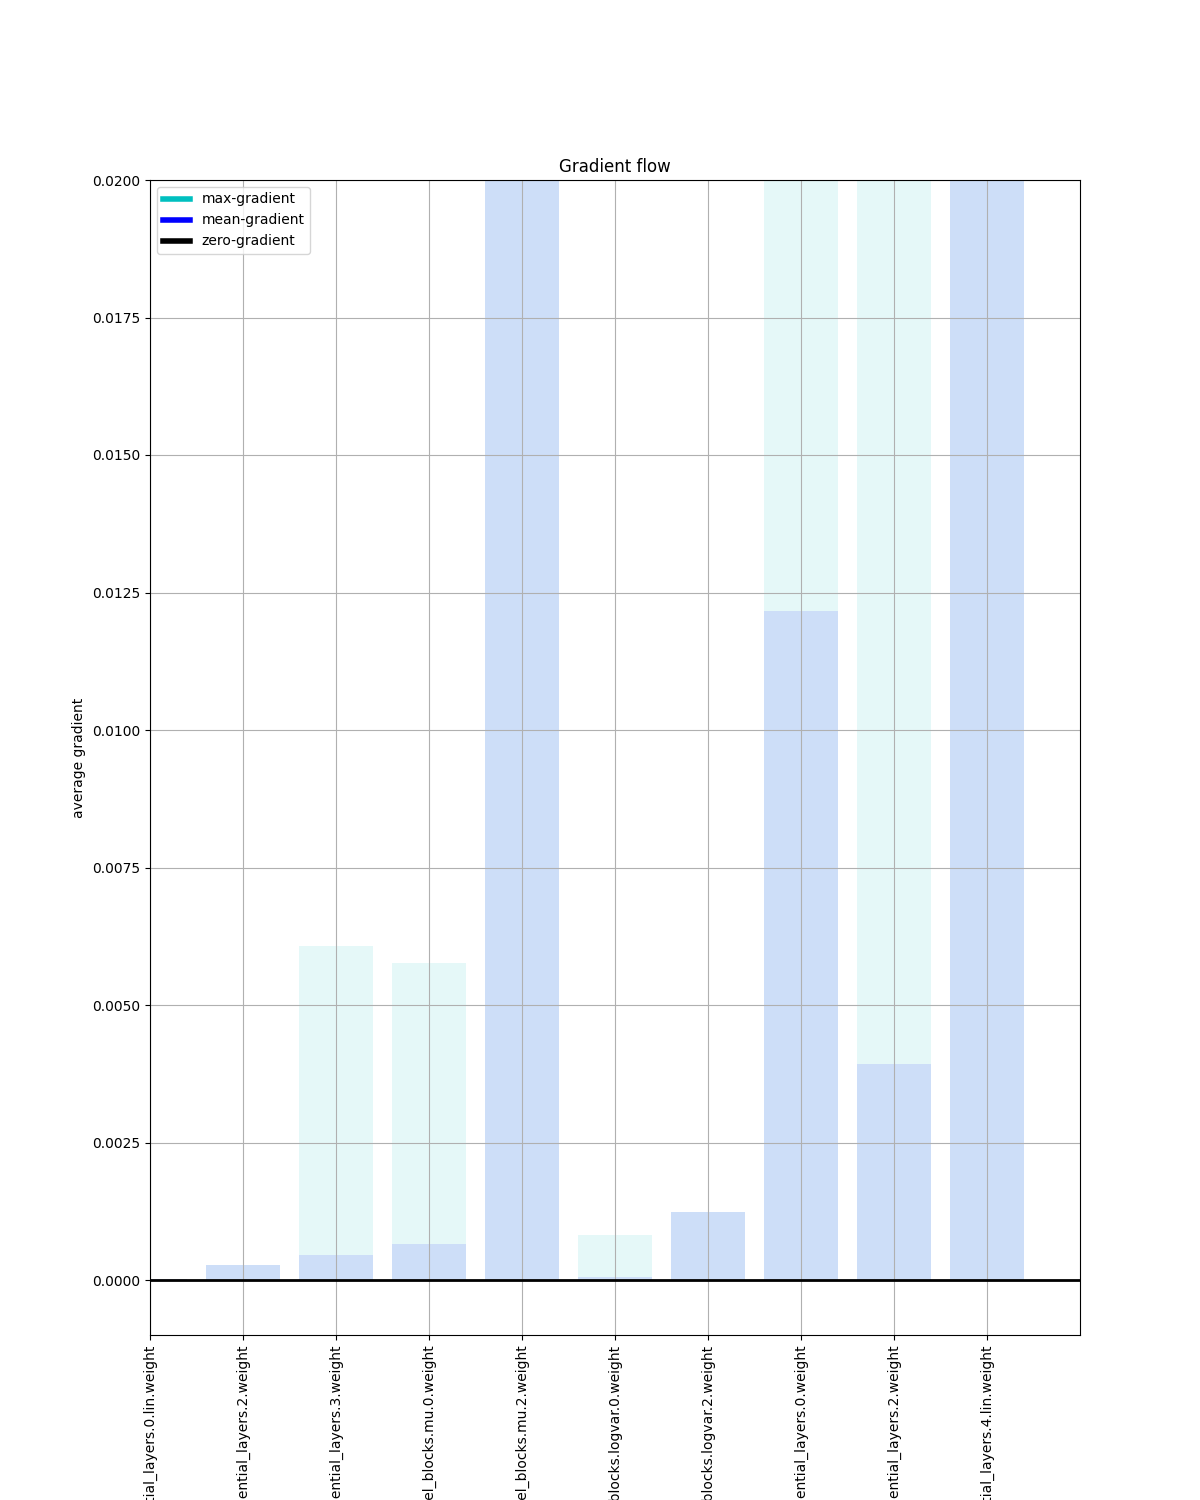 Gradient flow
max-gradient
mean-gradient
zero-gradient
0.0200
0.0175
0.0150
0.0125
0.0100
0.0075
0.0050
0.0025
0.0000
average gradient
tial_layers.0.lin.weight
ential_layers.2.weight
ential_layers.3.weight
el_blocks.mu.0.weight
el_blocks.mu.2.weight
blocks.logvar.0.weight
blocks.logvar.2.weight
ential_layers.0.weight
ential_layers.2.weight
tial_layers.4.lin.weight